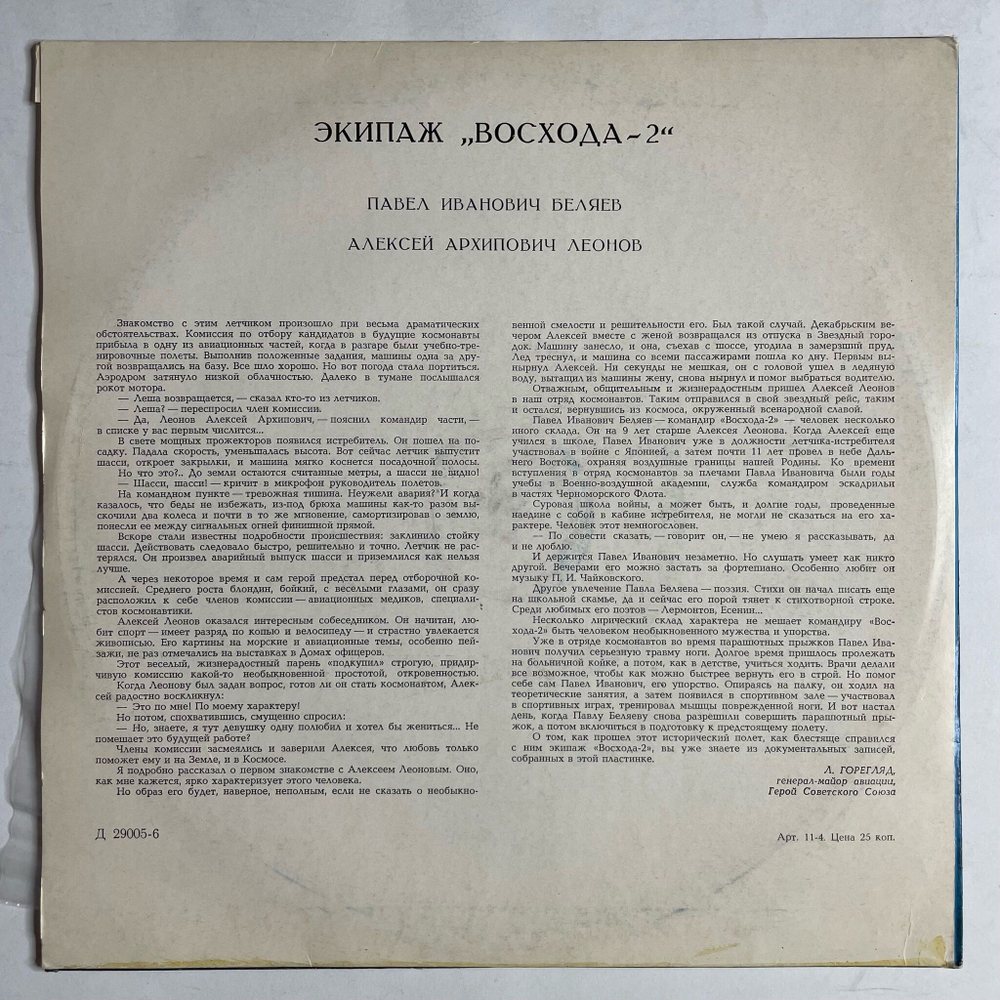 ЭКИПАЖ „ВОСХОДА-2“
ПАВЕЛ ИВАНОВИЧ БЕЛЯЕВ
АЛЕКСЕЙ АРХИПОВИЧ ЛЕОНОВ
Знакомство с этим летчиком произошло при весьма драматических
обстоятельствах. Комиссия по отбору кандидатов в будущие космонавты
прибыла в одну из авиационных частей, когда в разгаре были учебно-тре-
нировочные полеты. Выполнив положенные задания, машины одна за дру-
гой возвращались на базу. Все шло хорошо. Но вот погода стала портиться.
Аэродром затянуло низкой облачностью. Далеко в тумане послышался
рокот мотора.
— Леша возвращается, — сказал кто-то из летчиков.
— Леша? — переспросил член комиссии.
— Да, Леонов Алексей Архипович, — пояснил командир части, —
в списке у вас первым числится...
В свете мощных прожекторов появился истребитель. Он пошел на по-
садку. Падала скорость, уменьшалась высота. Вот сейчас летчик выпустит
шасси, откроет закрылки, и машина мягко коснется посадочной полосы.
Но что это?.. До земли остаются считанные метры, а шасси не видно!
— Шасси, шасси! — кричит в микрофон руководитель полетов.
На командном пункте — тревожная тишина. Неужели авария? И когда
казалось, что беды не избежать, из-под брюха машины как-то разом вы-
скочили два колеса и почти в то же мгновение, самортизировав о землю,
понесли ее между сигнальных огней финишной прямой.
Вскоре стали известны подробности происшествия: заклинило стойку
шасси. Действовать следовало быстро, решительно и точно. Летчик не рас-
терялся. Он произвел аварийный выпуск шасси и приземлился как нельзя
лучше.
А через некоторое время и сам герой предстал перед отборочной ко-
миссией. Среднего роста блондин, бойкий, с веселыми глазами, он сразу
расположил к себе членов комиссии — авиационных медиков, специали-
стов космонавтики.
Алексей Леонов оказался интересным собеседником. Он начитан, лю-
бит спорт — имеет разряд по копью и велосипеду — и страстно увлекается
живописью. Его картины на морские и авиационные темы, особенно пей-
зажи, не раз отмечались на выставках в Домах офицеров.
Этот веселый, жизнерадостный парень «подкупил» строгую, придир-
чивую комиссию какой-то необыкновенной простотой, откровенностью.
Когда Леонову был задан вопрос, готов ли он стать космонавтом, Алек-
сей радостно воскликнул:
— Это по мне! По моему характеру!
Но потом, спохватившись, смущенно спросил:
— Но, знаете, я тут девушку одну полюбил и хотел бы жениться... Не
помешает это будущей работе?
Члены комиссии засмеялись и заверили Алексея, что любовь только
поможет ему и на Земле, и в Космосе.
Я подробно рассказал о первом знакомстве с Алексеем Леоновым. Оно,
как мне кажется, ярко характеризует этого человека.
Но образ его будет, наверное, неполным, если не сказать о необыкно-
венной смелости и решительности его. Был такой случай. Декабрьским ве-
чером Алексей вместе с женой возвращался из отпуска в Звездный горо-
док. Машину занесло, и она, съехав с шоссе, угодила в замерзший пруд.
Лед треснул, и машина со всеми пассажирами пошла ко дну. Первым вы-
нырнул Алексей. Ни секунды не мешкая, он с головой ушел в ледяную
воду, вытащил из машины жену, снова нырнул и помог выбраться водителю.
Отважным, общительным и жизнерадостным пришел Алексей Леонов
в наш отряд космонавтов. Таким отправился в свой звездный рейс, таким
и остался, вернувшись из космоса, окруженный всенародной славой.
Павел Иванович Беляев — командир «Восхода-2» — человек несколько
иного склада. Он на 9 лет старше Алексея Леонова. Когда Алексей еще
учился в школе, Павел Иванович уже в должности летчика-истребителя
участвовал в войне с Японией, а затем почти 11 лет провел в небе Даль-
него Востока, охраняя воздушные границы нашей Родины. Ко времени
вступления в отряд космонавтов за плечами Павла Ивановича были годы
учебы в Военно-воздушной академии, служба командиром эскадрильи
в частях Черноморского Флота.
Суровая школа войны, а может быть, и долгие годы, проведенные
наедине с собой в кабине истребителя, не могли не сказаться на его ха-
рактере. Человек этот немногословен.
— По совести сказать, — говорит он, — не умею я рассказывать, да
и не люблю.
И держится Павел Иванович незаметно. Но слушать умеет как никто
другой. Вечерами его можно застать за фортепиано. Особенно любит он
музыку П. И. Чайковского.
Другое увлечение Павла Беляева — поэзия. Стихи он начал писать еще
на школьной скамье, да и сейчас его порой тянет к стихотворной строке.
Среди любимых его поэтов — Лермонтов, Есенин...
Несколько лирический склад характера не мешает командиру «Вос-
хода-2» быть человеком необыкновенного мужества и упорства.
Уже в отряде космонавтов во время парашютных прыжков Павел Ива-
нович получил серьезную травму ноги. Долгое время пришлось пролежать
на больничной койке, а потом, как в детстве, учиться ходить. Врачи делали
все возможное, чтобы как можно быстрее вернуть его в строй. Но помог
себе сам Павел Иванович, его упорство. Опираясь на палку, он ходил на
теоретические занятия, а затем появился в спортивном зале — участвовал
в спортивных играх, тренировал мышцы поврежденной ноги. И вот настал
день, когда Павлу Беляеву снова разрешили совершить парашютный пры-
жок, а потом включиться в подготовку к предстоящему полету.
О том, как прошел этот исторический полет, как блестяще справился
с ним экипаж «Восхода-2», вы уже знаете из документальных записей,
собранных в этой пластинке.
Л. ГОРЕГЛЯД,
генерал-майор авиации,
Герой Советского Союза
Д 29005-6
Арт. 11-4. Цена 25 коп.